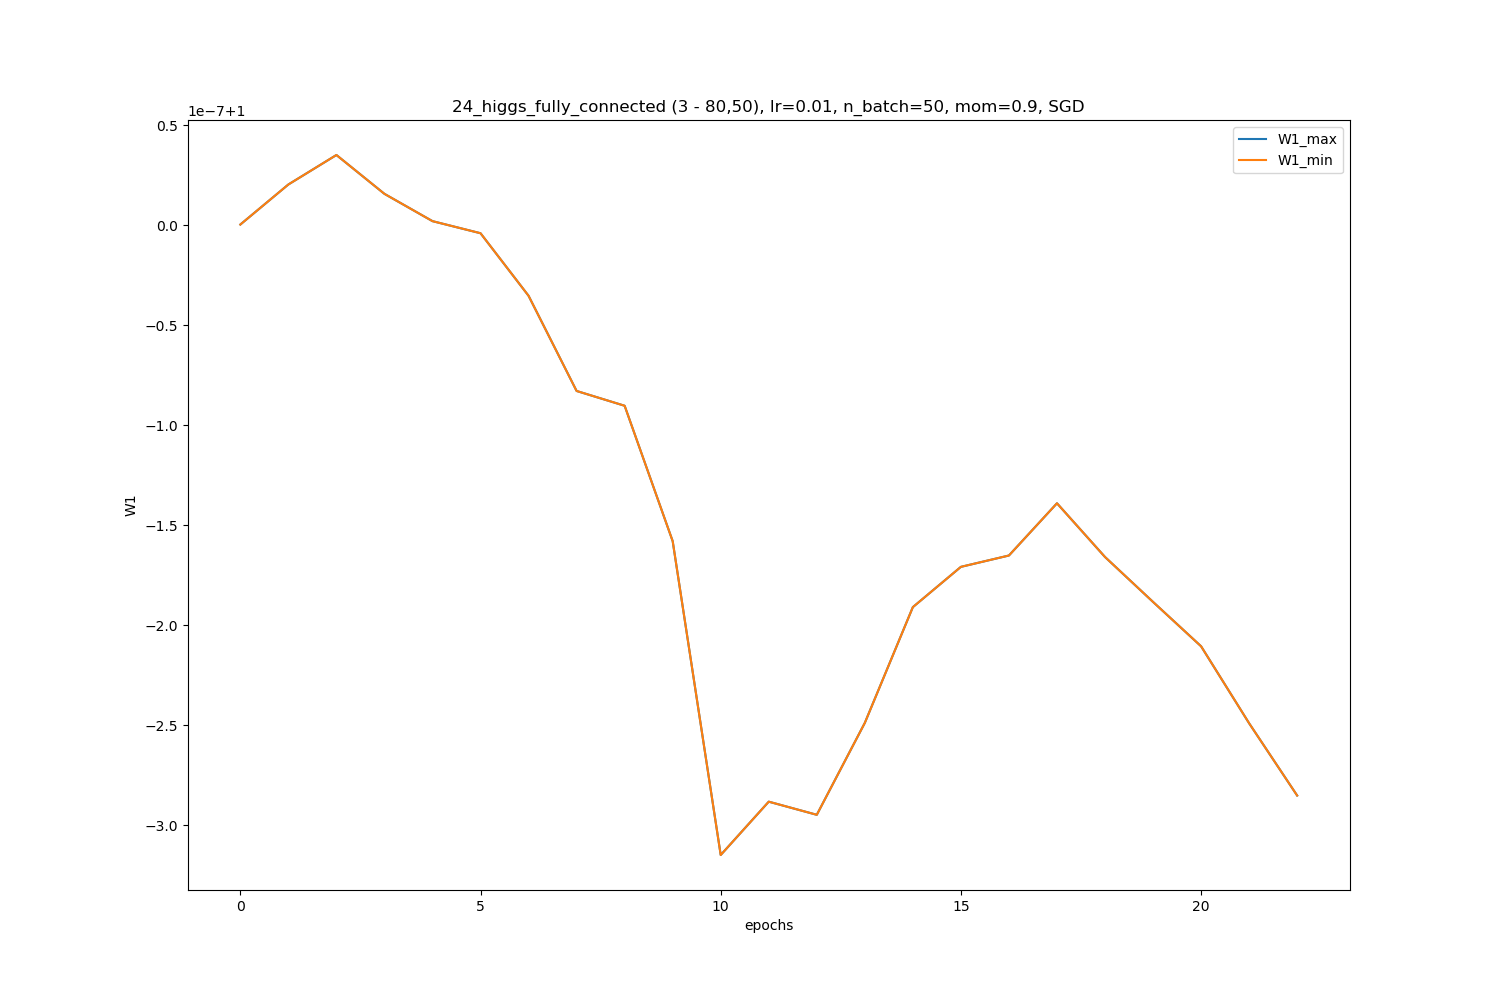 24_higgs_fully_connected (3 - 80,50), lr=0.01, n_batch=50, mom=0.9, SGD
1e−7+1
0.5
0.0
−0.5
−1.0
−1.5
−2.0
−2.5
−3.0
W1
W1_max
W1_min
0 5 10 15 20
epochs